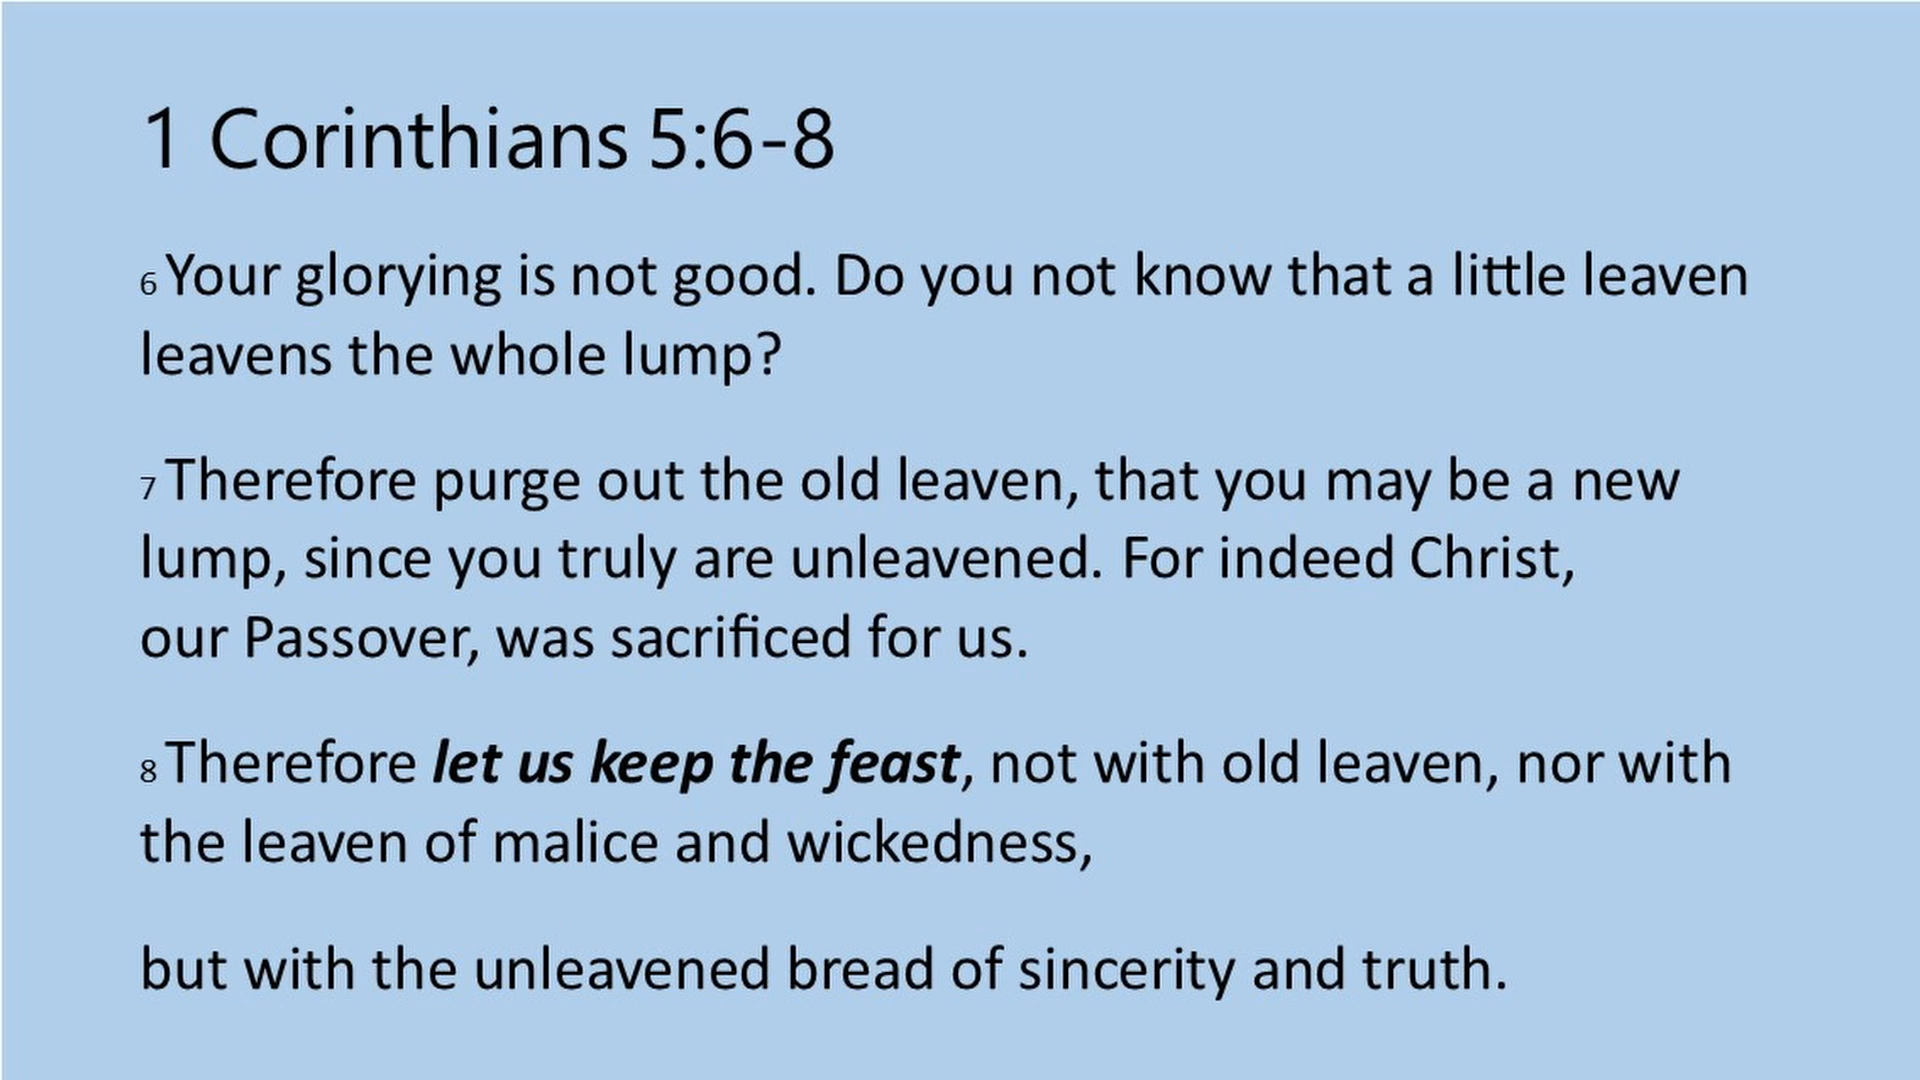 1 Corinthians 5:6-8
6 Your glorying is not good. Do you not know that a little leaven
leavens the whole lump?
7 Therefore purge out the old leaven, that you may be a new
lump, since you truly are unleavened. For indeed Christ,
our Passover, was sacrificed for us.
8 Therefore let us keep the feast, not with old leaven, nor with
the leaven of malice and wickedness,
but with the unleavened bread of sincerity and truth.